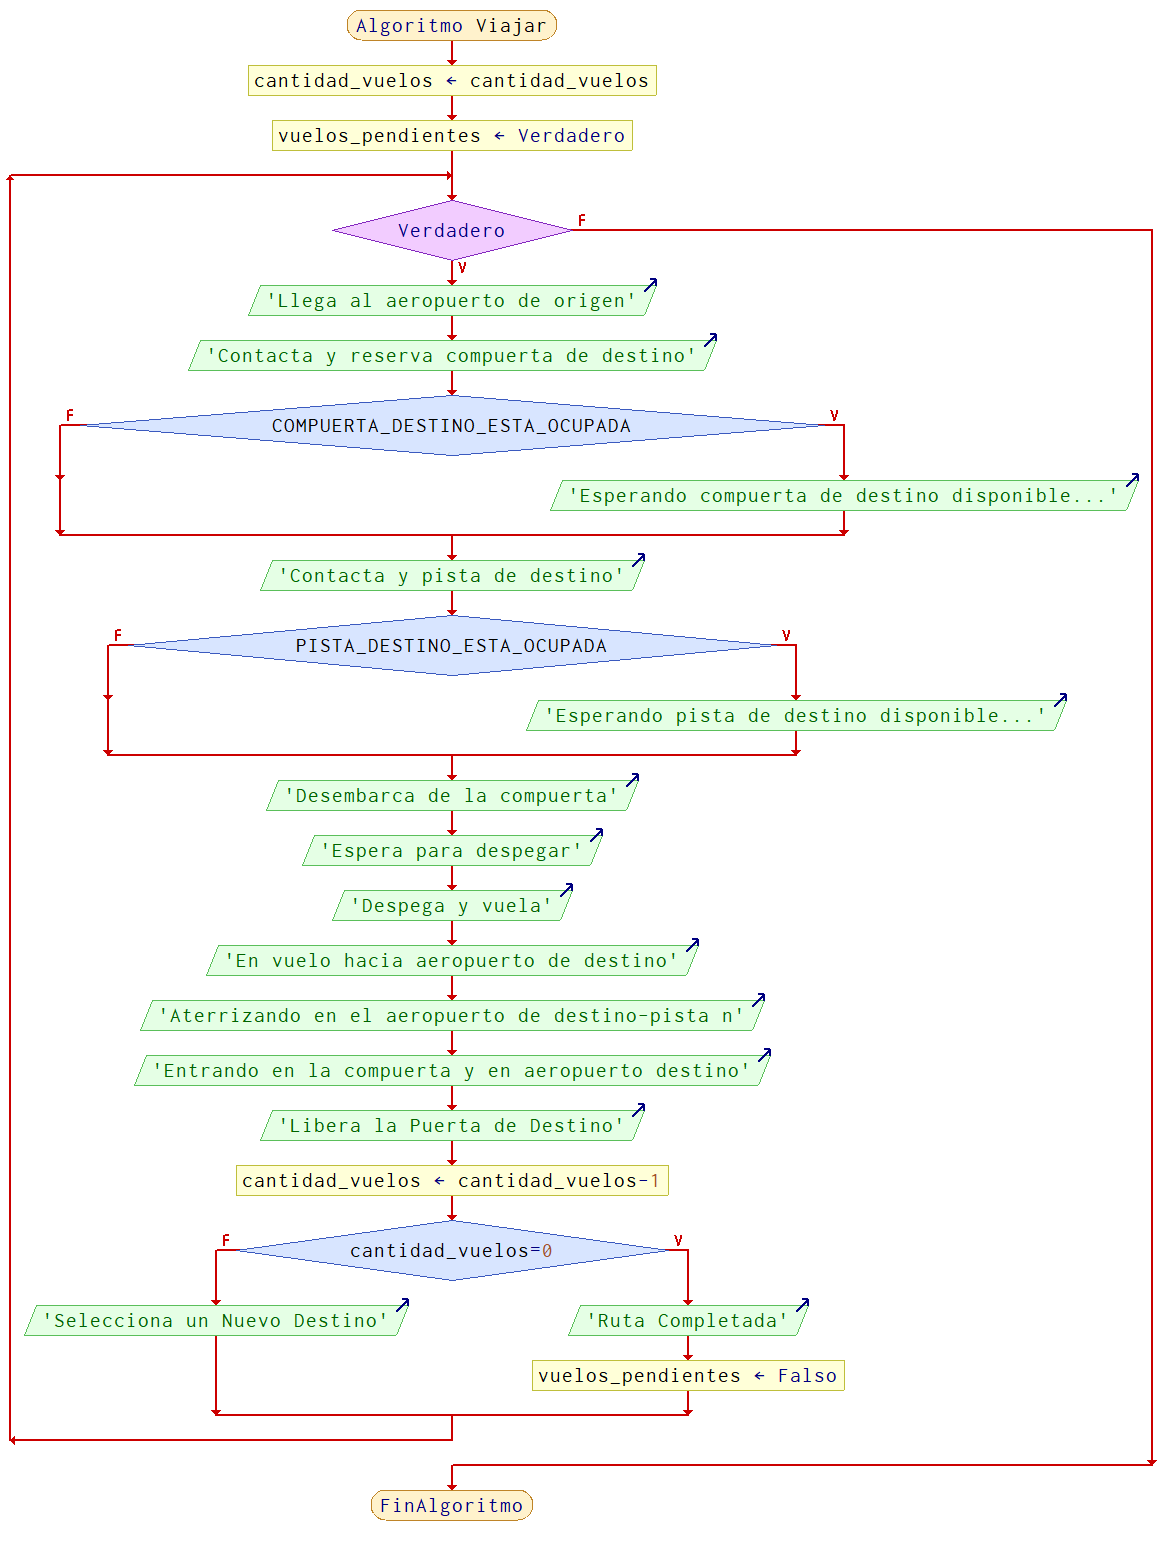 Algoritmo Viajar
cantidad_vuelos ← cantidad_vuelos
vuelos_pendientes ← Verdadero
Verdadero
F
V
'Llega al aeropuerto de origen'
'Contacta y reserva compuerta de destino'
F
COMPUERTA_DESTINO_ESTA_OCUPADA
V
'Esperando compuerta de destino disponible...'
'Contacta y pista de destino'
F
PISTA_DESTINO_ESTA_OCUPADA
V
'Esperando pista de destino disponible...'
'Desembarca de la compuerta'
'Espera para despegar'
'Despega y vuela'
'En vuelo hacia aeropuerto de destino'
'Aterrizando en el aeropuerto de destino-pista n'
'Entrando en la compuerta y en aeropuerto destino'
'Libera la Puerta de Destino'
cantidad_vuelos ← cantidad_vuelos-1
F
cantidad_vuelos=0
V
'Selecciona un Nuevo Destino'
'Ruta Completada'
vuelos_pendientes ← Falso
FinAlgoritmo